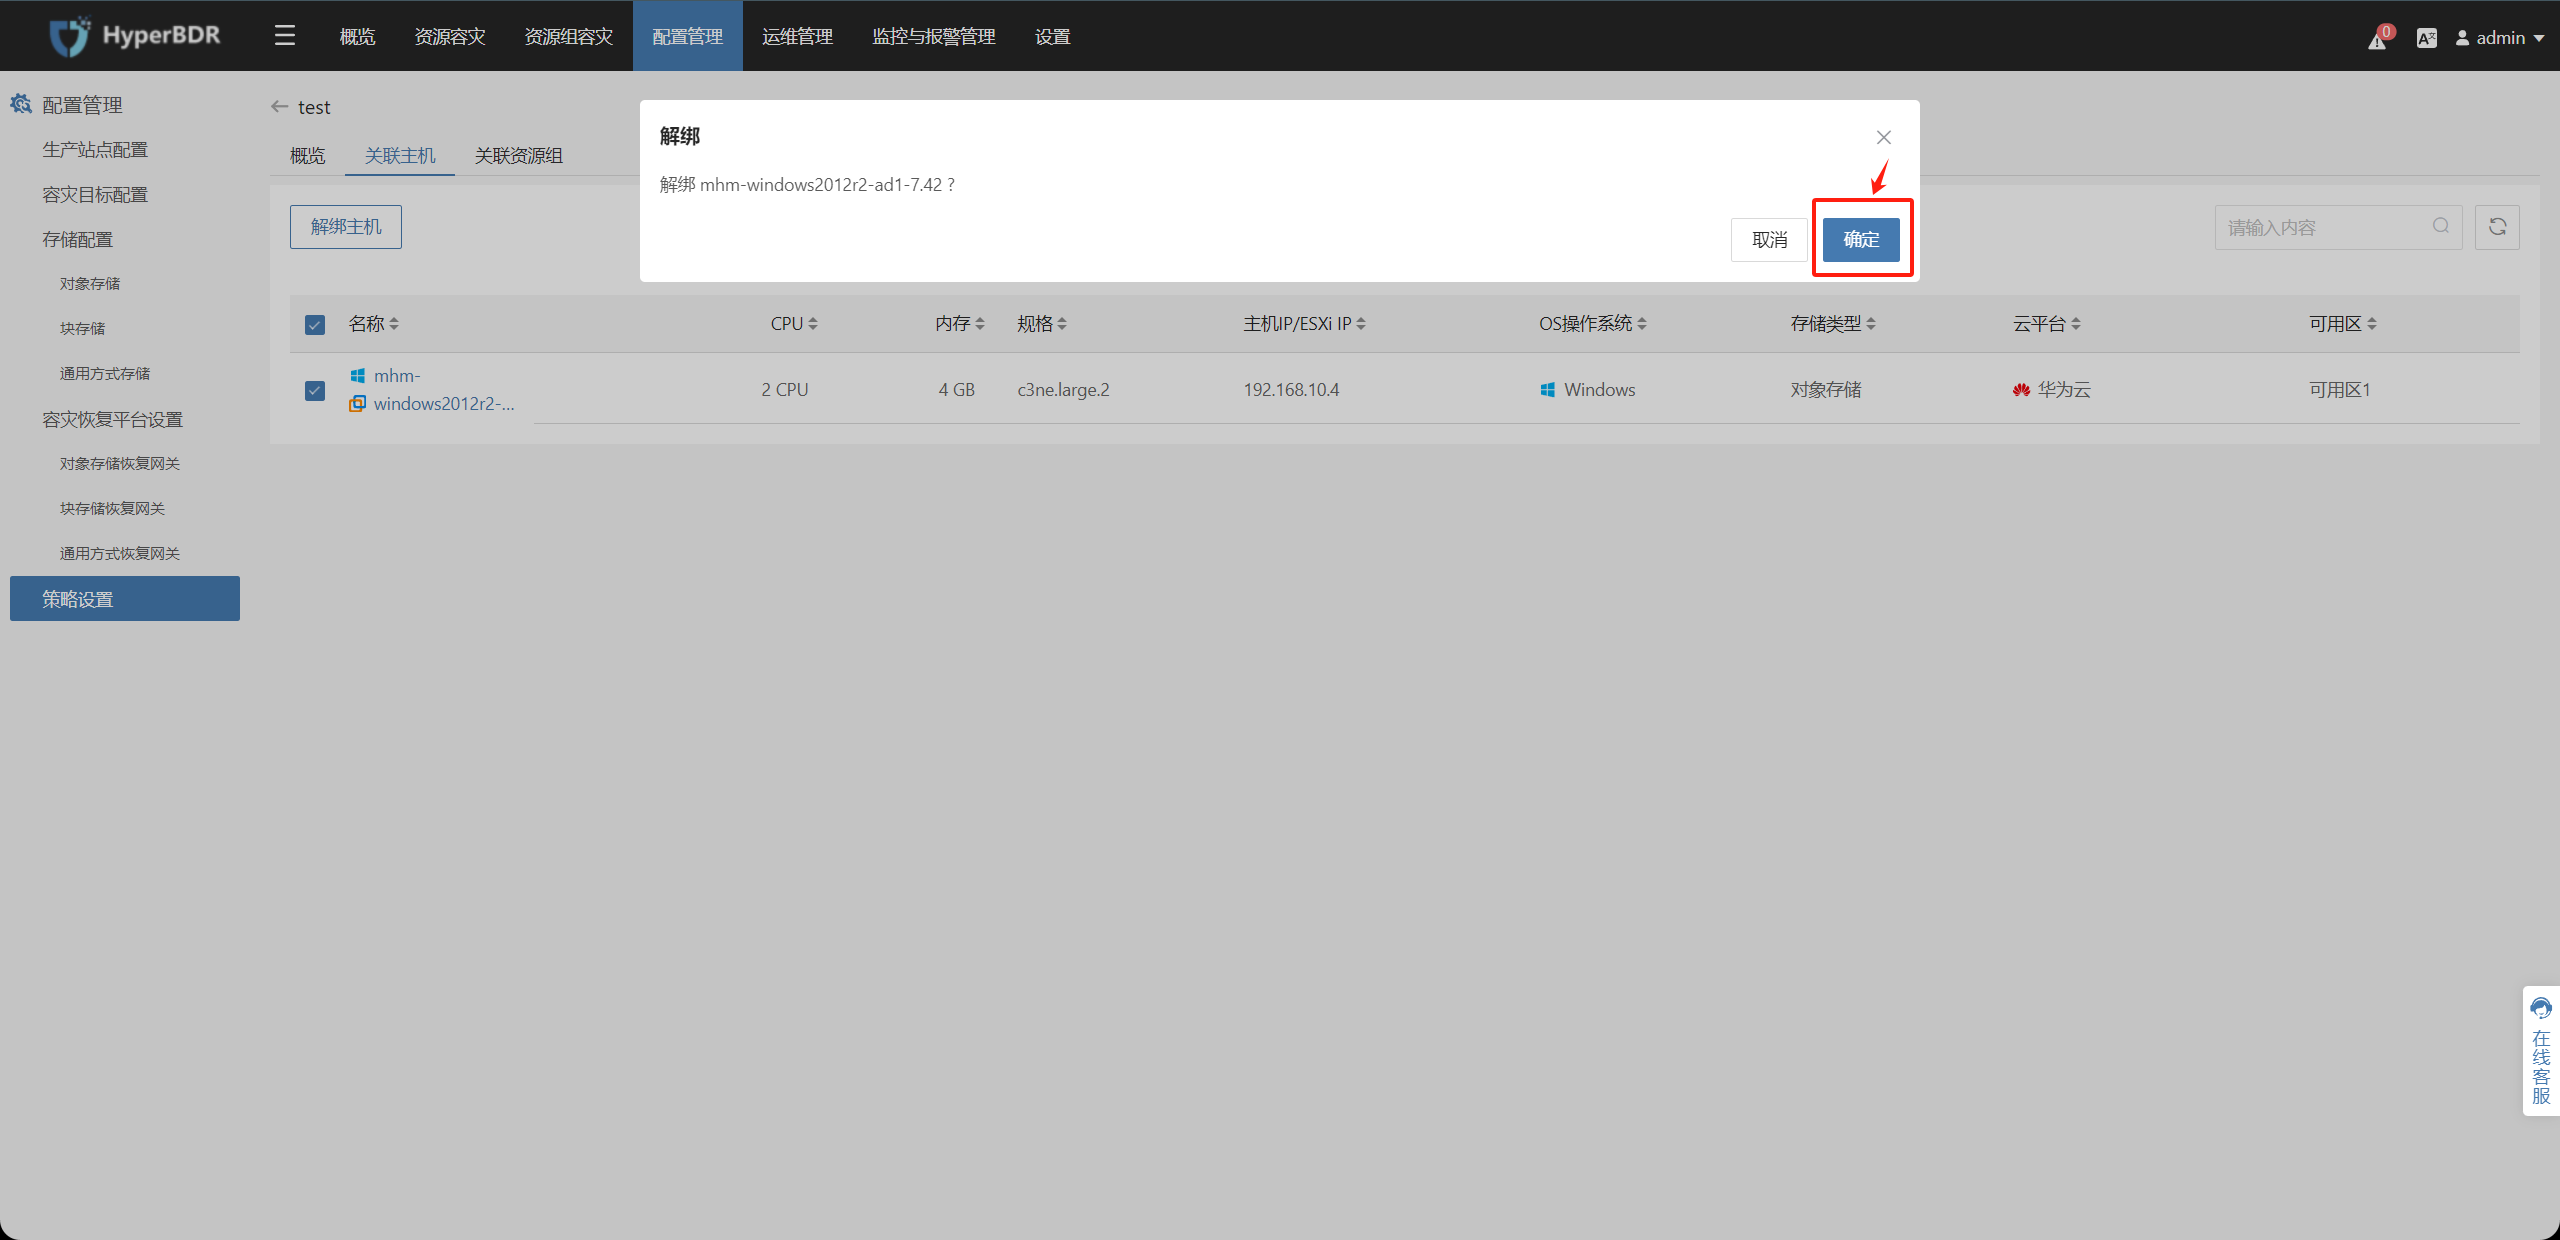 HyperBDR
概览
资源容灾
资源组容灾
配置管理
运维管理
监控与报警管理
设置
0
admin
配置管理
生产站点配置
容灾目标配置
存储配置
对象存储
块存储
通用方式存储
容灾恢复平台设置
对象存储恢复网关
块存储恢复网关
通用方式恢复网关
策略设置
test
概览
关联主机
关联资源组
解绑
解绑 mhm-windows2012r2-ad1-7.42 ?
取消
确定
解绑主机
请输入内容
名称 CPU 内存 规格 主机IP/ESXi IP OS操作系统 存储类型 云平台 可用区
mhm-
windows2012r2-...
2 CPU 4 GB c3ne.large.2 192.168.10.4 Windows 对象存储 华为云 可用区1
在线客服